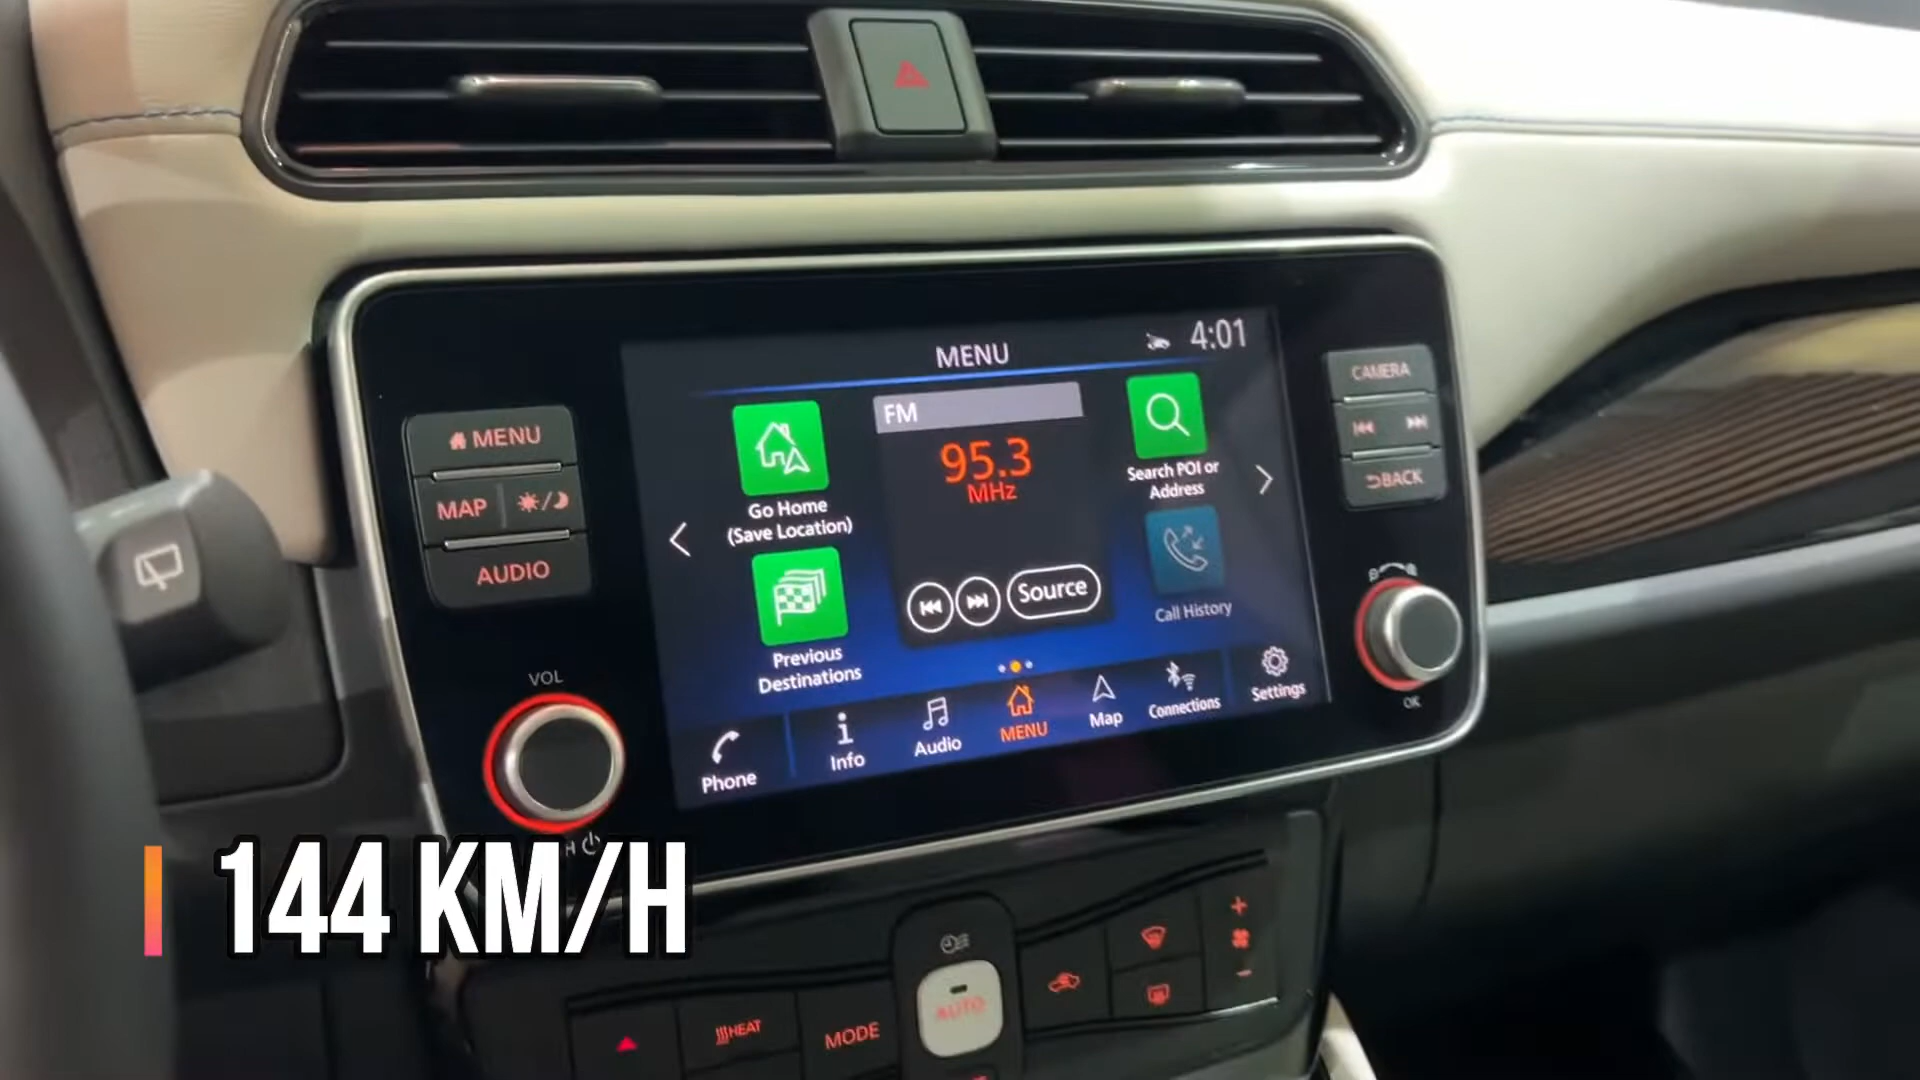 MENU
4:01
CAMERA
MENU
FM
95.3
MHz
Search POI or
Address
BACK
Go Home
(Save Location)
MAP
AUDIO
Source
Call History
Previous
Destinations
VOL
Phone
Info
Audio
MENU
Map
Connections
Settings
OK
144 KM/H
HEAT
MODE
AUTO